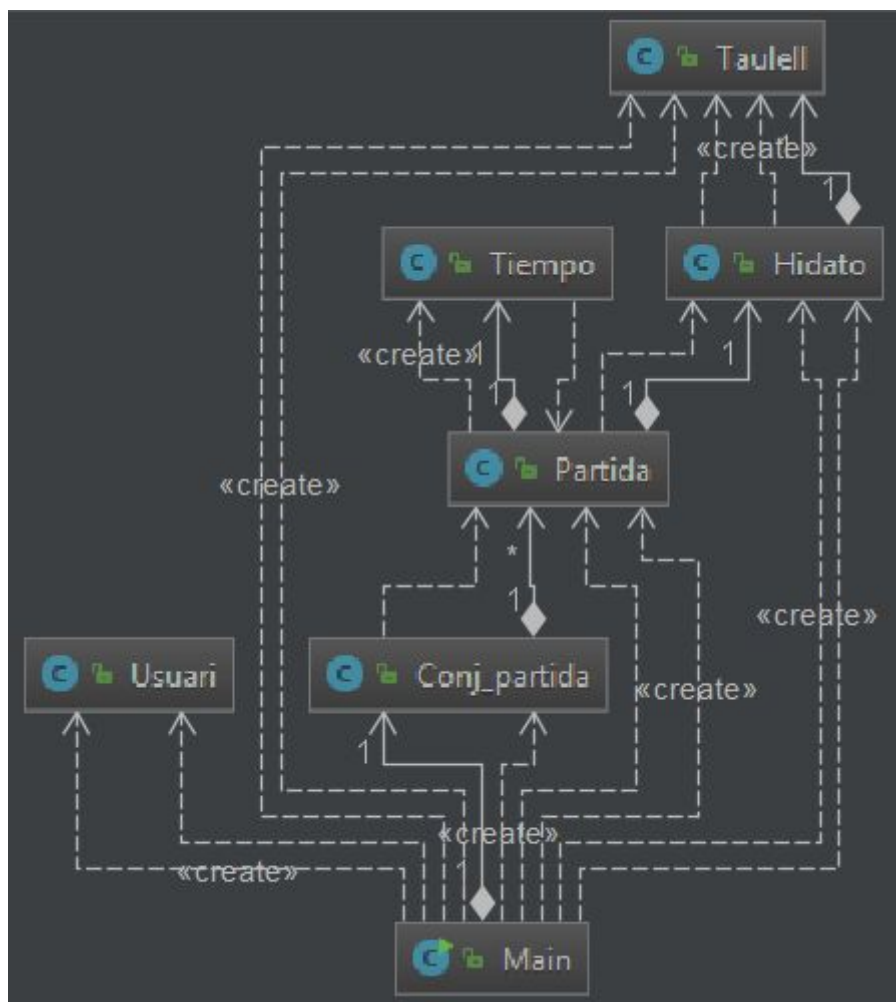 Taulell
«create»
1
1
Tiempo
Hidato
«create»
1
1
1
1
Partida
«create»
*
1
«create»
Usuari
Conj_partida
«create»
1
«create»
«create»
1
Main